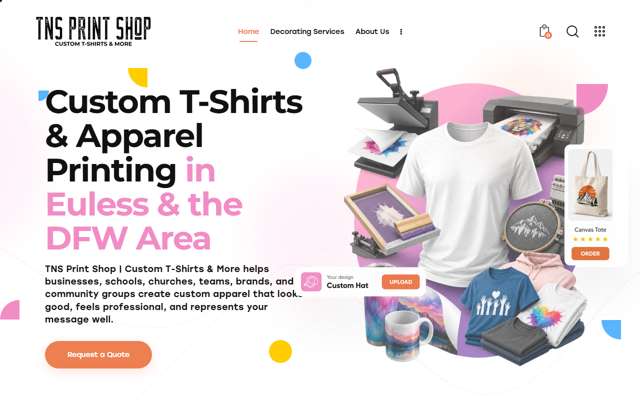 TNS PRINT SHOP
CUSTOM T-SHIRTS & MORE
Home Decorating Services About Us
0
Custom T-Shirts
& Apparel
Printing in
Euless & the
DFW Area
TNS Print Shop | Custom T-Shirts & More helps
businesses, schools, churches, teams, brands, and
community groups create custom apparel that looks
good, feels professional, and represents your
message well.
Request a Quote
Your design
Custom Hat
UPLOAD
Canvas Tote
ORDER